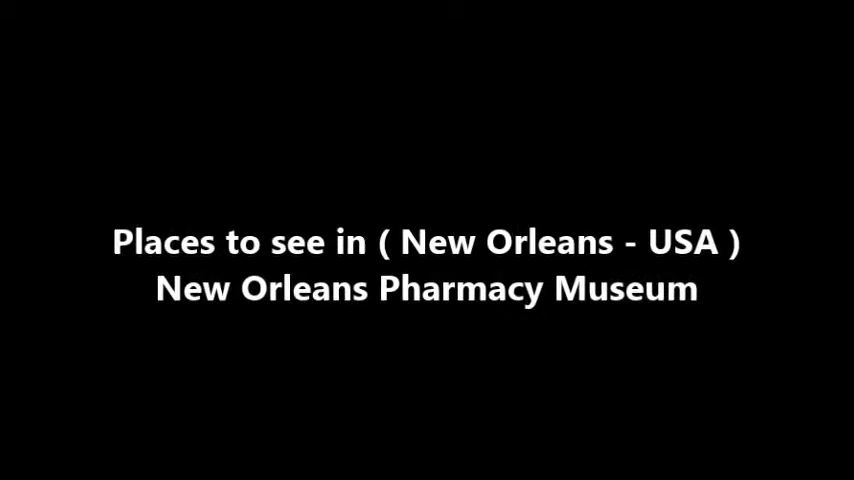 Places to see in ( New Orleans - USA )
New Orleans Pharmacy Museum